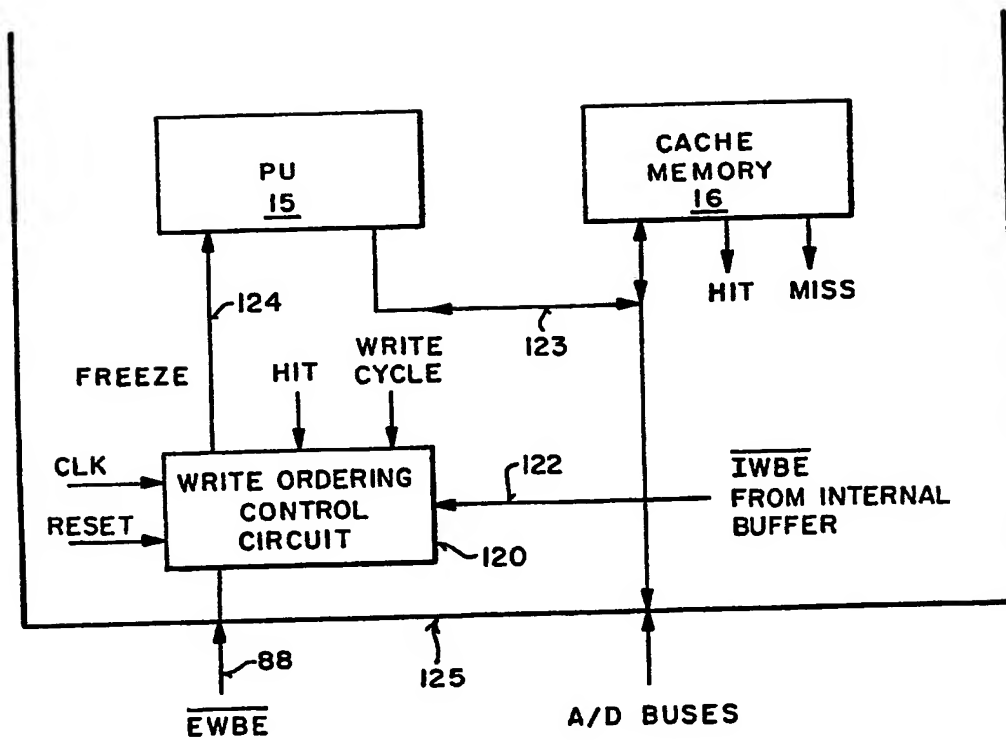 PU
15
CACHE
MEMORY
16
HIT MISS
124
123
FREEZE
HIT
WRITE
CYCLE
CLK
RESET
WRITE ORDERING
CONTROL
CIRCUIT
122
120
IWBE
FROM INTERNAL
BUFFER
88
125
EWBE
A/D BUSES